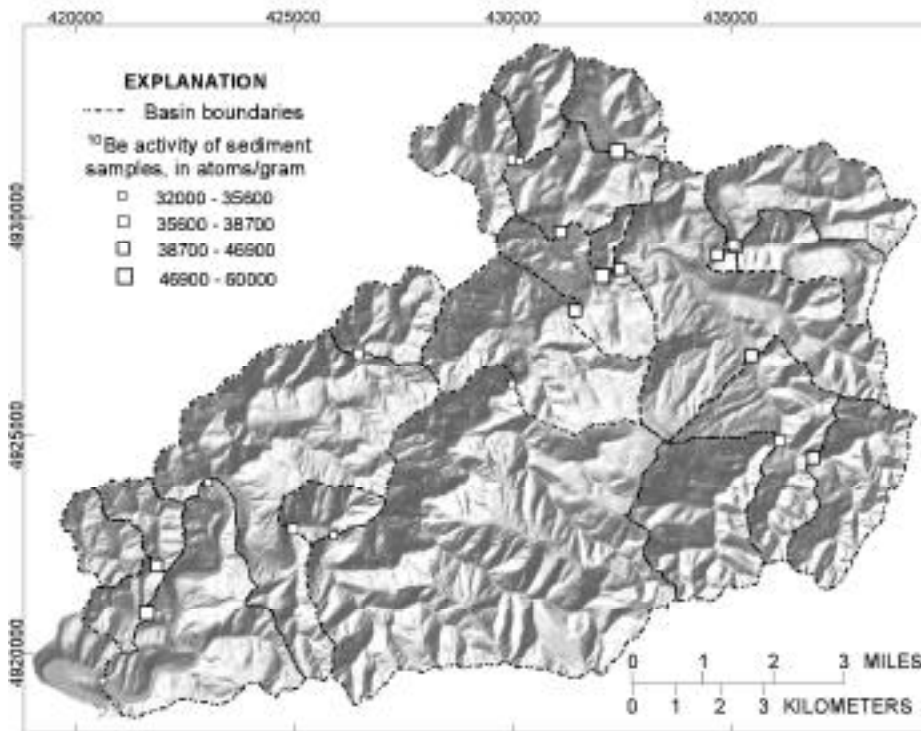 420000 425000 430000 435000
EXPLANATION
Basin boundaries
10Be activity of sediment
samples, in atoms/gram
32000 - 35600
35600 - 38700
38700 - 46900
46900 - 60000
4930000
4925000
4920000
0 1 2 3 MILES
0 1 2 3 KILOMETERS